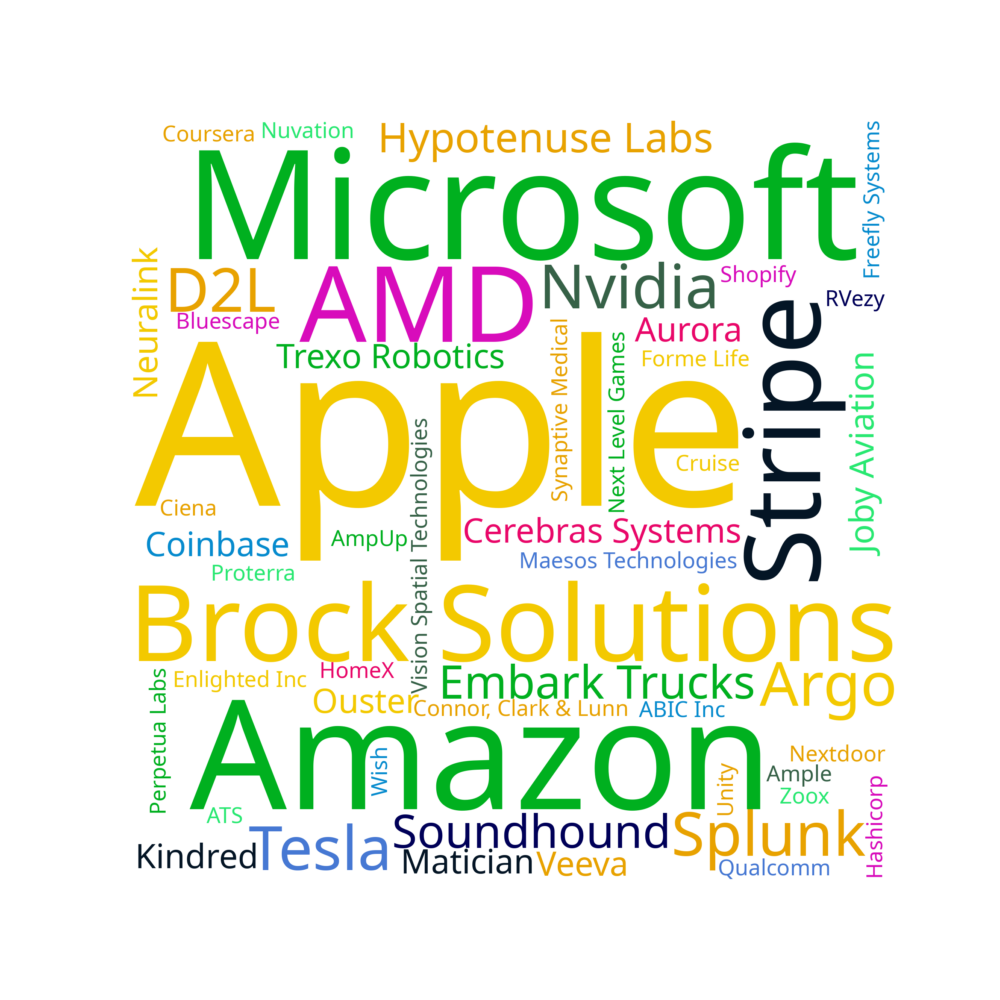 Coursera
Nuvation
Hypotenuse Labs
Freefly Systems
Microsoft
Neuralink
D2L
Bluescape
AMD
Nvidia
Shopify
RVezy
Stripe
Aurora
Trexo Robotics
Synaptive Medical
Next Level Games
Forme Life
Joby Aviation
Apple
Cruise
Ciena
Vision Spatial Technologies
Coinbase
AmpUp
Cerebras Systems
Maesos Technologies
Proterra
Brock Solutions
Perpetua Labs
Enlighted Inc
HomeX
Embark Trucks
Argo
Ouster
Connor, Clark & Lunn
ABIC Inc
Amazon
Wish
Unity
Nextdoor
Ample
Zoox
Hashicorp
ATS
Kindred
Tesla
Soundhound
Splunk
Matician
Veeva
Qualcomm